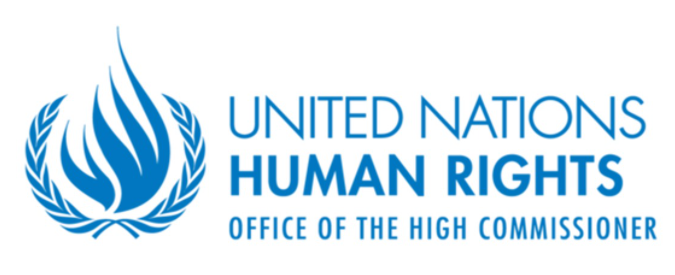 UNITED NATIONS
HUMAN RIGHTS
OFFICE OF THE HIGH COMMISSIONER